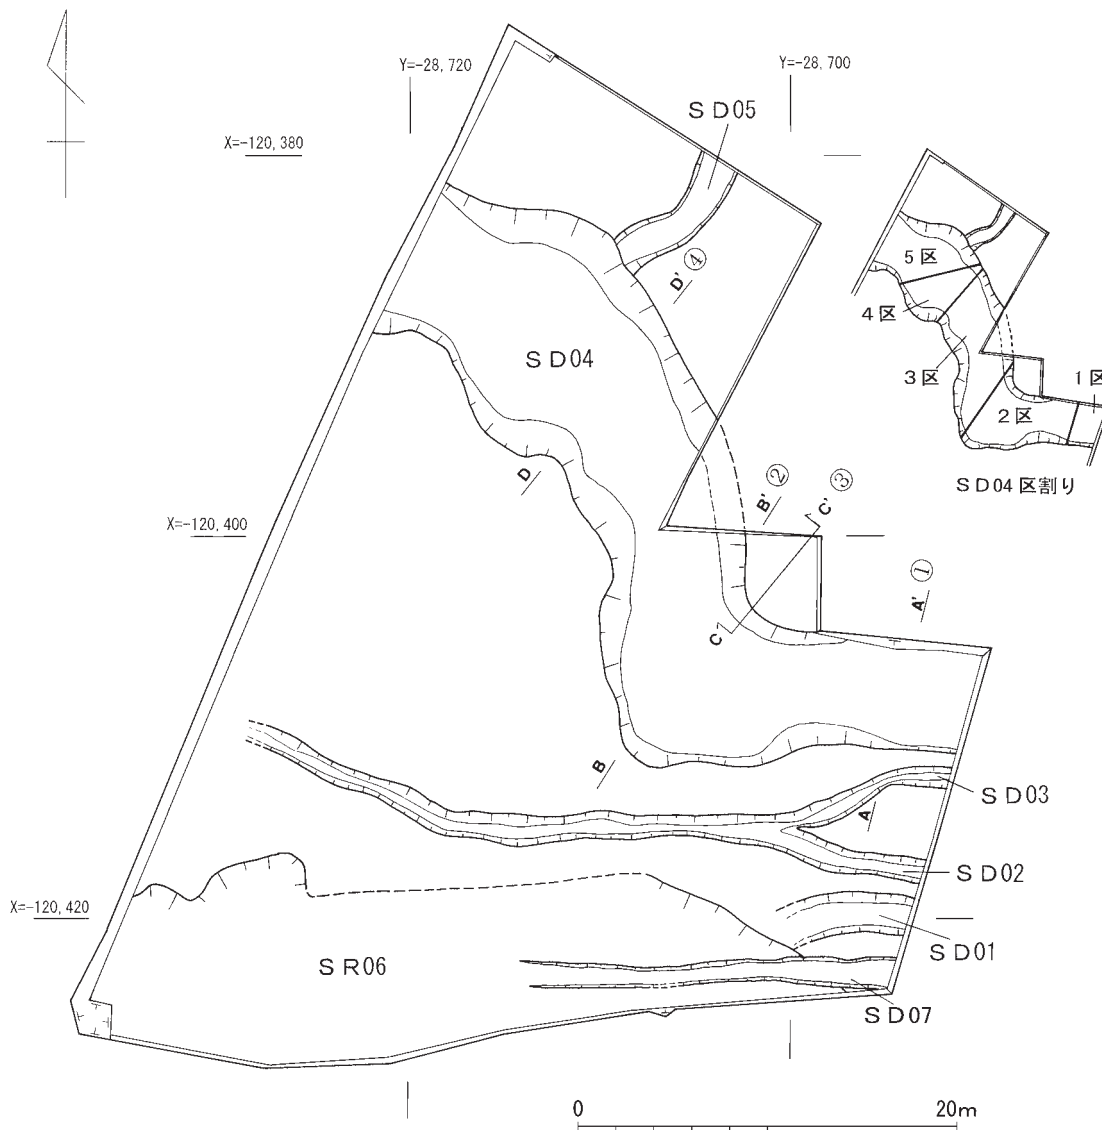 Y=-28,720
Y=-28,700
X=-120,380
SD05
D' ④
5区
4区
3区
2区
1区
SD04区割り
SD04
D
X=-120,400
B' ②
C' ③
A' ①
C
B
SD03
A
SD02
X=-120,420
SD01
SR06
SD07
0
20m